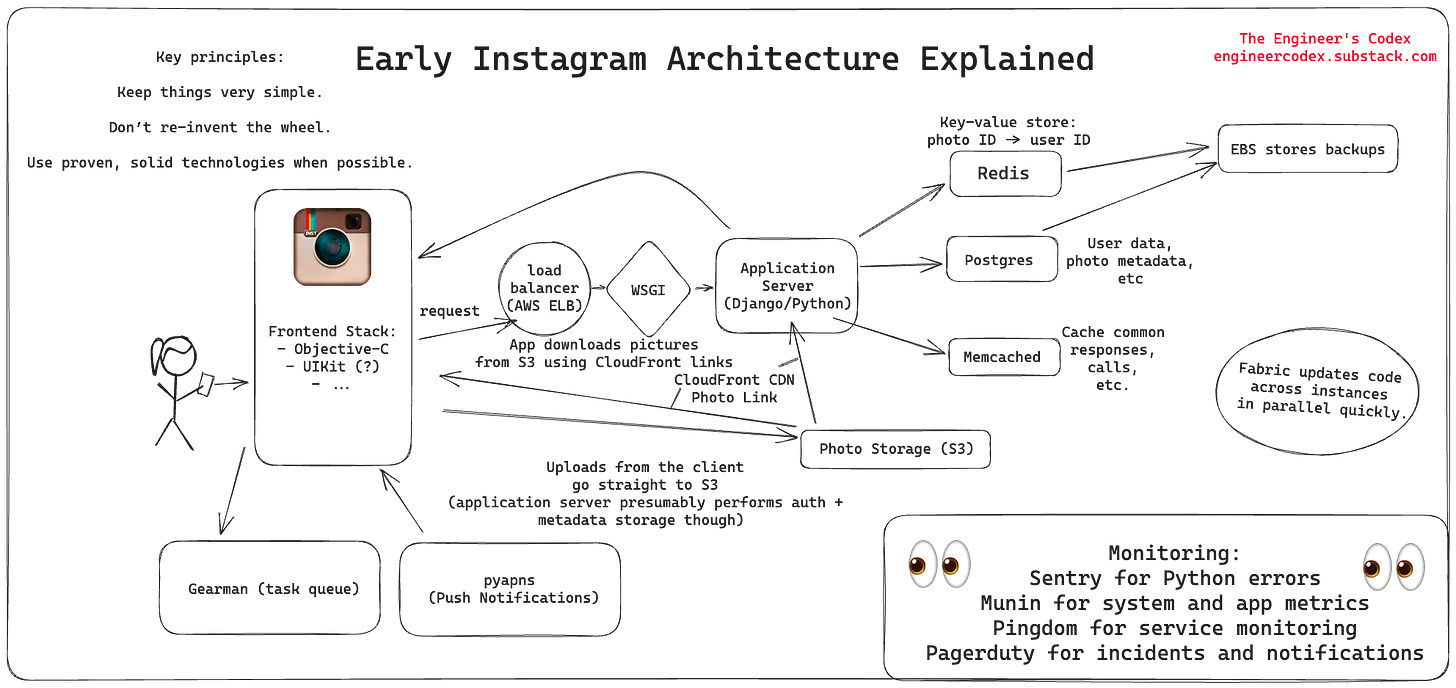 Early Instagram Architecture Explained
The Engineer's Codex
engineercodex.substack.com
Key principles:
Keep things very simple.
Don't re-invent the wheel.
Use proven, solid technologies when possible.
INST
Frontend Stack:
- Objective-C
- UIKit (?)
- ...
request
load
balancer
(AWS ELB)
WSGI
Application
Server
(Django/Python)
Key-value store:
photo ID → user ID
Redis
EBS stores backups
Postgres
User data,
photo metadata,
etc
Memcached
Cache common
responses,
calls,
etc.
App downloads pictures
from S3 using CloudFront links
CloudFront CDN
Photo Link
Photo Storage (S3)
Uploads from the client
go straight to S3
(application server presumably performs auth +
metadata storage though)
Fabric updates code
across instances
in parallel quickly.
Gearman (task queue)
pyapns
(Push Notifications)
Monitoring:
Sentry for Python errors
Munin for system and app metrics
Pingdom for service monitoring
Pagerduty for incidents and notifications